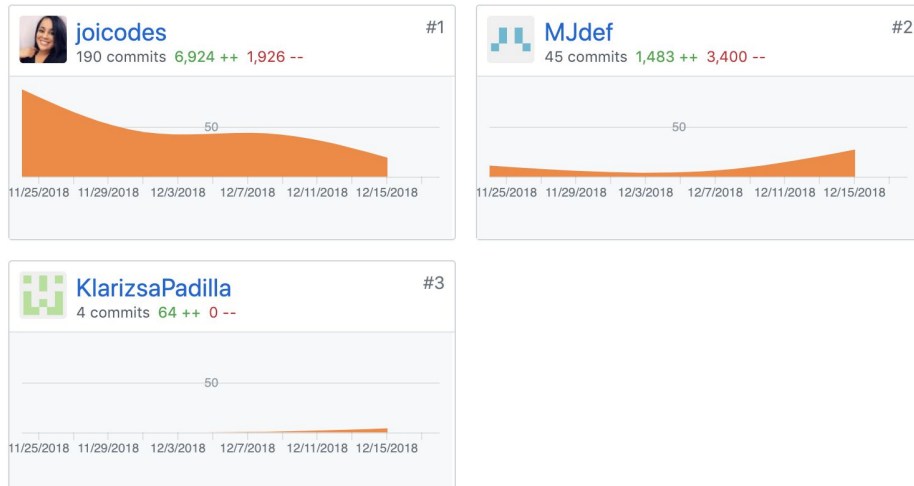 joicodes #1
190 commits 6,924 ++ 1,926 --
50
11/25/2018 11/29/2018 12/3/2018 12/7/2018 12/11/2018 12/15/2018
MJdef #2
45 commits 1,483 ++ 3,400 --
50
11/25/2018 11/29/2018 12/3/2018 12/7/2018 12/11/2018 12/15/2018
KlarizsaPadilla #3
4 commits 64 ++ 0 --
50
11/25/2018 11/29/2018 12/3/2018 12/7/2018 12/11/2018 12/15/2018